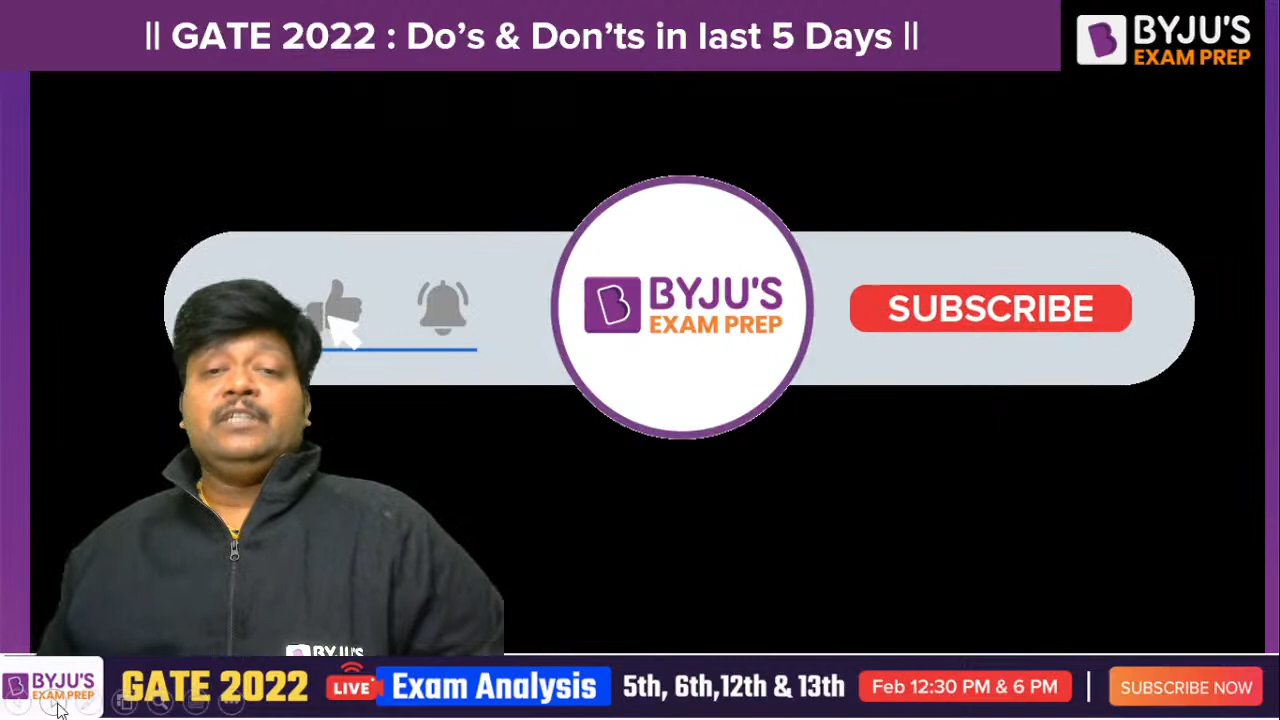 || GATE 2022 : Do’s & Don’ts in last 5 Days ||
BYJU'S
EXAM PREP
BYJU'S
EXAM PREP
SUBSCRIBE
BYJU'S
BYJU'S
EXAM PREP
GATE 2022
LIVE
Exam Analysis
5th, 6th,12th & 13th
Feb 12:30 PM & 6 PM
SUBSCRIBE NOW